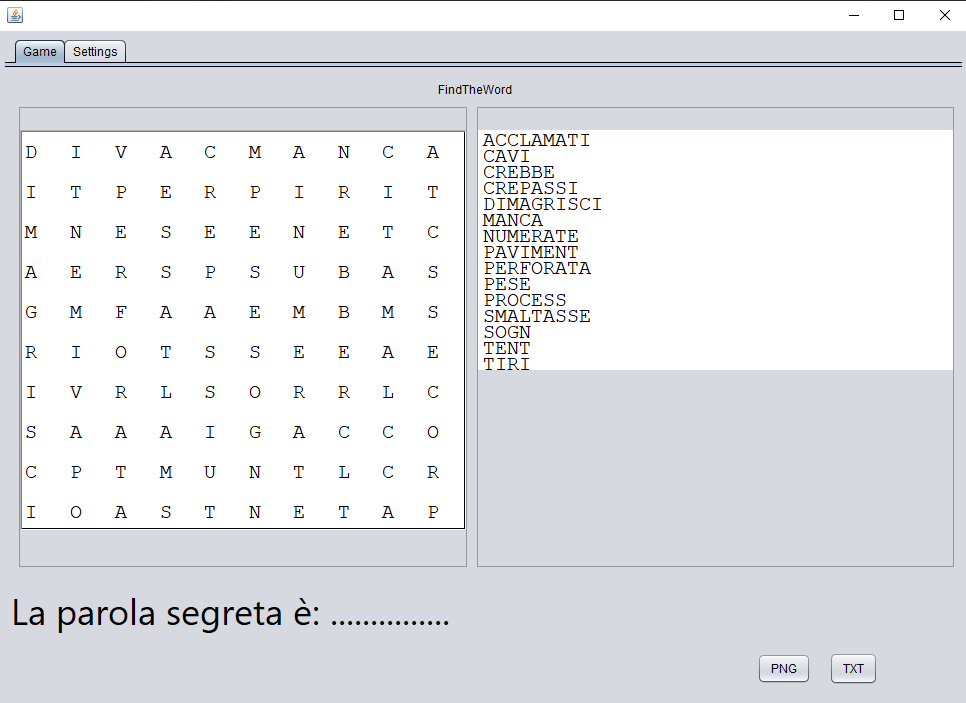 Game Settings
FindTheWord
D I V A C M A N C A
I T P E R P I R I T
M N E S E E N E T C
A E R S P S U B A S
G M F A A E M B M S
R I O T S S E E A E
I V R L S O R R L C
S A A A I G A C C O
C P T M U N T L C R
I O A S T N E T A P
ACCLAMATI
CAVI
CREBBE
CREPASSI
DIMAGRISCI
MANCA
NUMERATE
PAVIMENT
PERFORATA
PESE
PROCESS
SMALTASSE
SOGN
TENT
TIRI
La parola segreta è: ...............
PNG TXT